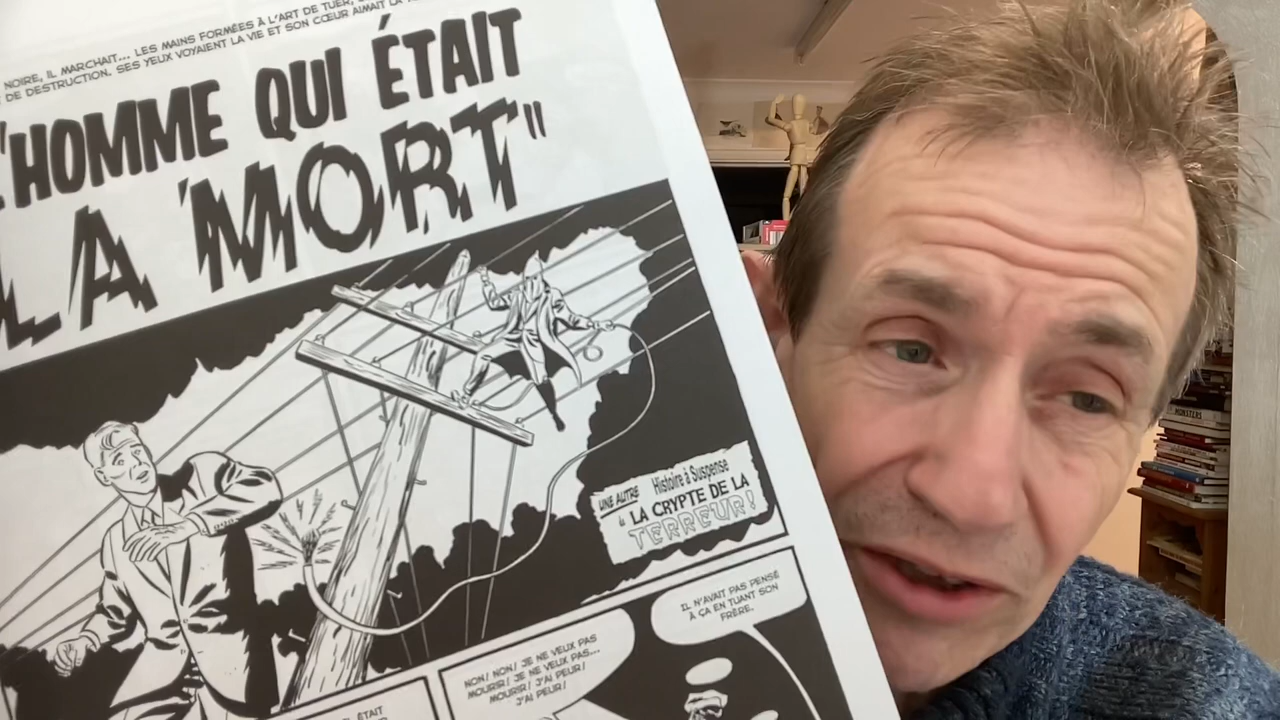 NOIRE, IL MARCHAIT... LES MAINS FORMÉES À L'ART DE TUER,
DE DESTRUCTION. SES YEUX VOYAIENT LA VIE ET SON CŒUR AIMAIT LA
L'HOMME QUI ÉTAIT
LA MORT"
UNE AUTRE Histoire à Suspense
" LA CRYPTE DE LA
TERREUR!
IL N'AVAIT PAS PENSÉ
À ÇA EN TUANT SON
FRÈRE.
NON! NON! JE NE VEUX PAS
MOURIR! JE NE VEUX PAS...
MOURIR! J'AI PEUR!
J'AI PEUR!
ÉTAIT
MONSTERS